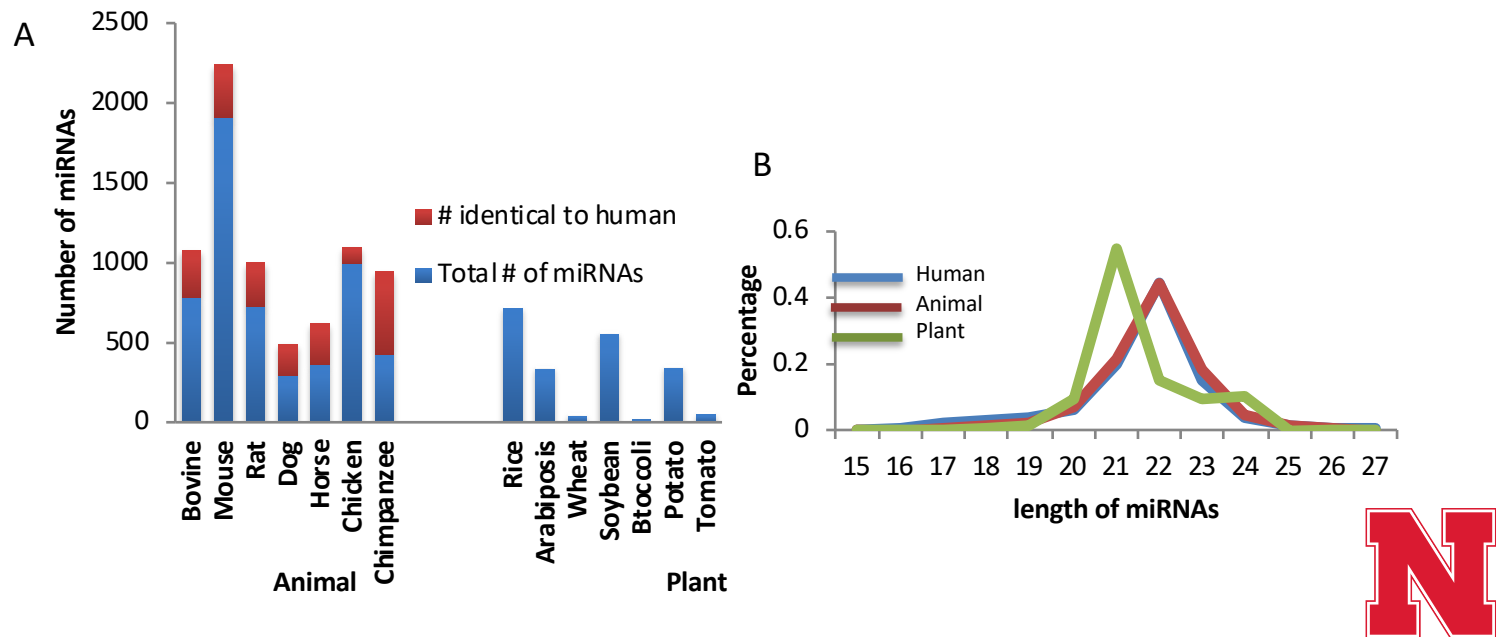 A
2500
2000
1500
1000
500
0
Number of miRNAs
# identical to human
Total # of miRNAs
Bovine
Mouse
Rat
Dog
Horse
Chicken
Chimpanzee
Rice
Arabiposis
Wheat
Soybean
Btoccoli
Potato
Tomato
Animal
Plant
B
0.6
0.4
0.2
0
Percentage
Human
Animal
Plant
15 16 17 18 19 20 21 22 23 24 25 26 27
length of miRNAs
N